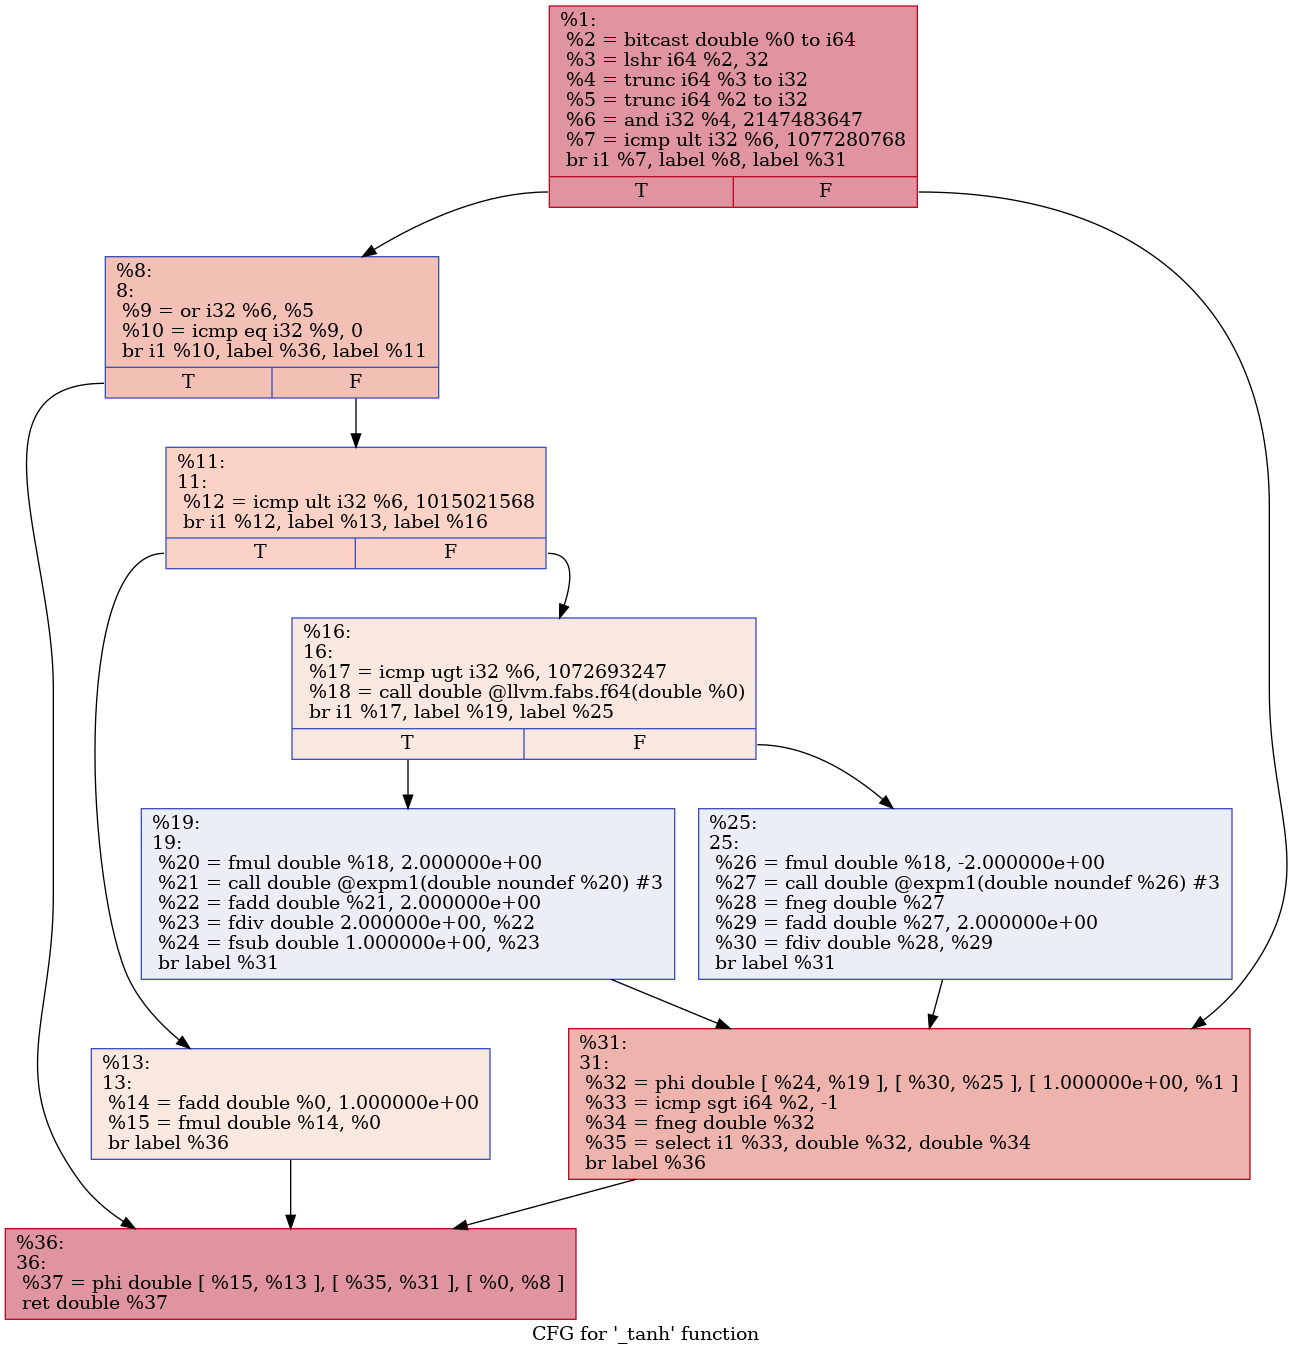 %1:
%2 = bitcast double %0 to i64
%3 = lshr i64 %2, 32
%4 = trunc i64 %3 to i32
%5 = trunc i64 %2 to i32
%6 = and i32 %4, 2147483647
%7 = icmp ult i32 %6, 1077280768
br i1 %7, label %8, label %31
T F
%8:
8:
%9 = or i32 %6, %5
%10 = icmp eq i32 %9, 0
br i1 %10, label %36, label %11
T F
%11:
11:
%12 = icmp ult i32 %6, 1015021568
br i1 %12, label %13, label %16
T F
%16:
16:
%17 = icmp ugt i32 %6, 1072693247
%18 = call double @llvm.fabs.f64(double %0)
br i1 %17, label %19, label %25
T F
%19:
19:
%20 = fmul double %18, 2.000000e+00
%21 = call double @expm1(double noundef %20) #3
%22 = fadd double %21, 2.000000e+00
%23 = fdiv double 2.000000e+00, %22
%24 = fsub double 1.000000e+00, %23
br label %31
%25:
25:
%26 = fmul double %18, -2.000000e+00
%27 = call double @expm1(double noundef %26) #3
%28 = fneg double %27
%29 = fadd double %27, 2.000000e+00
%30 = fdiv double %28, %29
br label %31
%13:
13:
%14 = fadd double %0, 1.000000e+00
%15 = fmul double %14, %0
br label %36
%31:
31:
%32 = phi double [ %24, %19 ], [ %30, %25 ], [ 1.000000e+00, %1 ]
%33 = icmp sgt i64 %2, -1
%34 = fneg double %32
%35 = select i1 %33, double %32, double %34
br label %36
%36:
36:
%37 = phi double [ %15, %13 ], [ %35, %31 ], [ %0, %8 ]
ret double %37
CFG for '_tanh' function